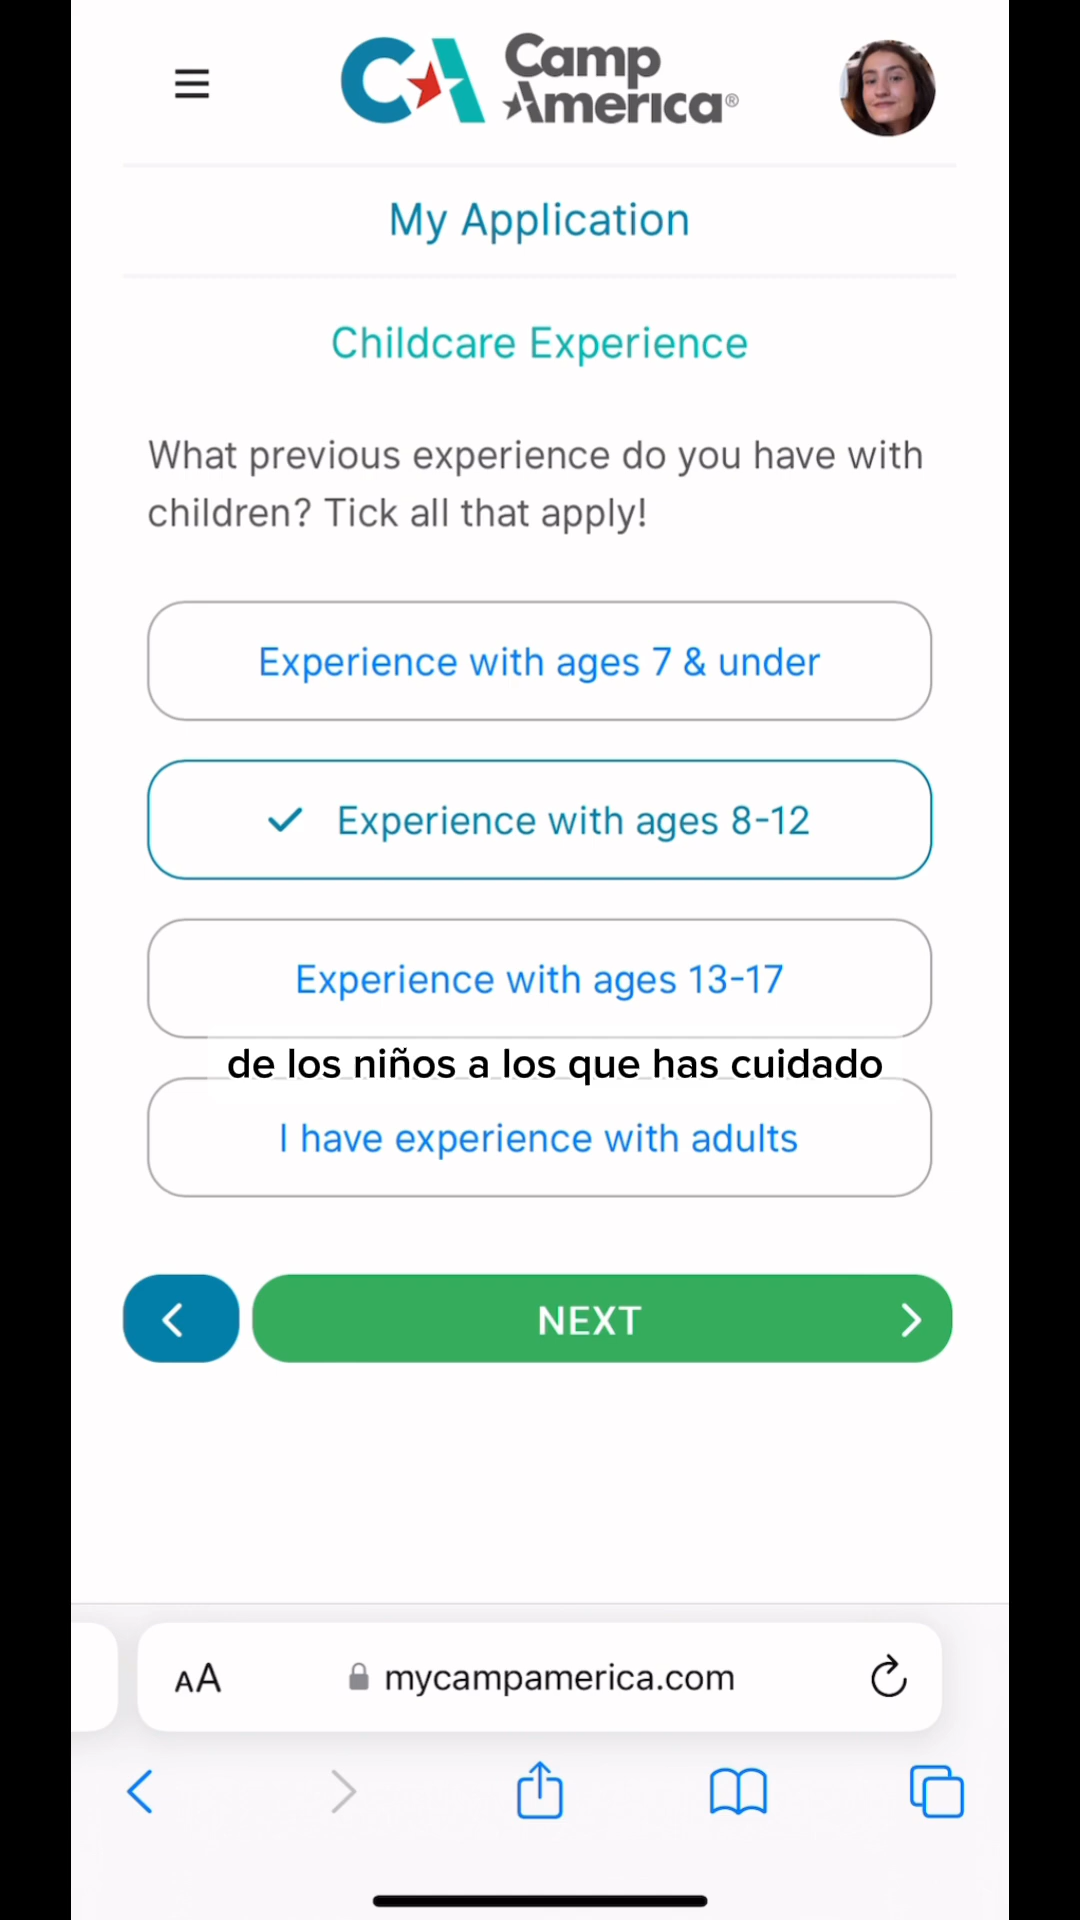 CA Camp
America®
My Application
Childcare Experience
What previous experience do you have with
children? Tick all that apply!
Experience with ages 7 & under
Experience with ages 8-12
Experience with ages 13-17
de los niños a los que has cuidado
I have experience with adults
NEXT
AA mycampamerica.com